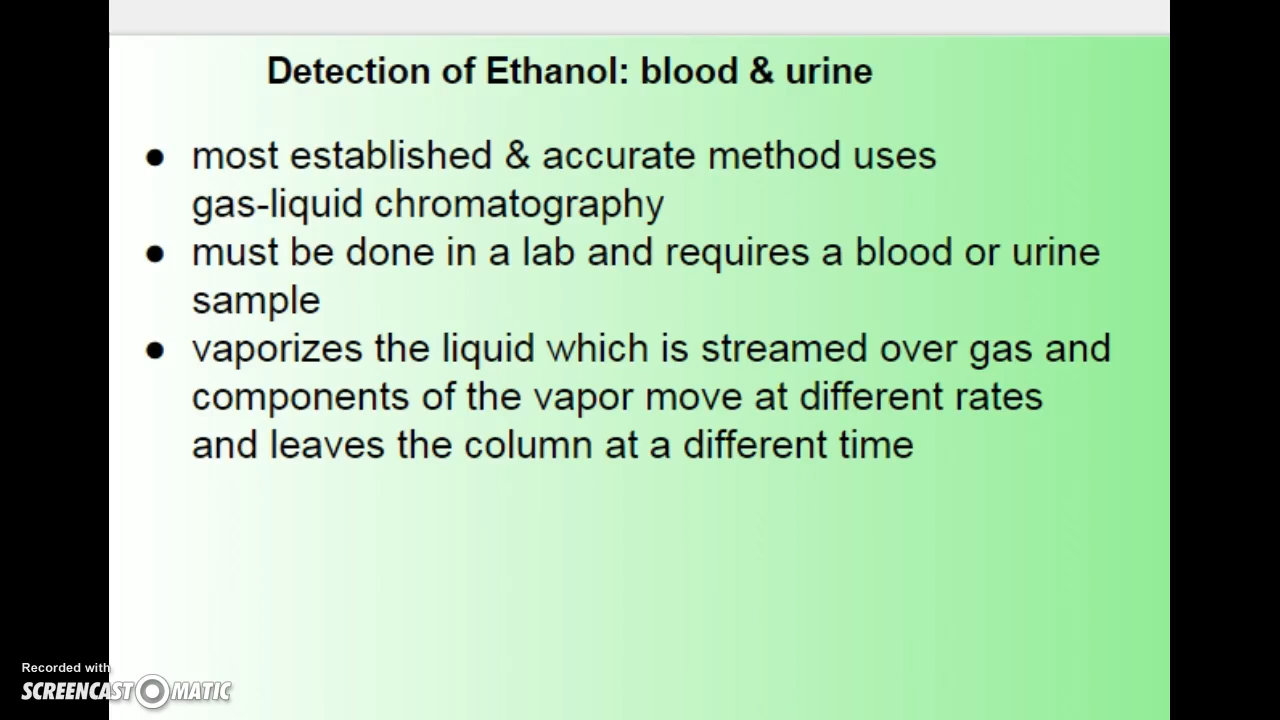 Detection of Ethanol: blood & urine
● most established & accurate method uses
gas-liquid chromatography
● must be done in a lab and requires a blood or urine
sample
● vaporizes the liquid which is streamed over gas and
components of the vapor move at different rates
and leaves the column at a different time
Recorded with
SCREENCAST-O-MATIC